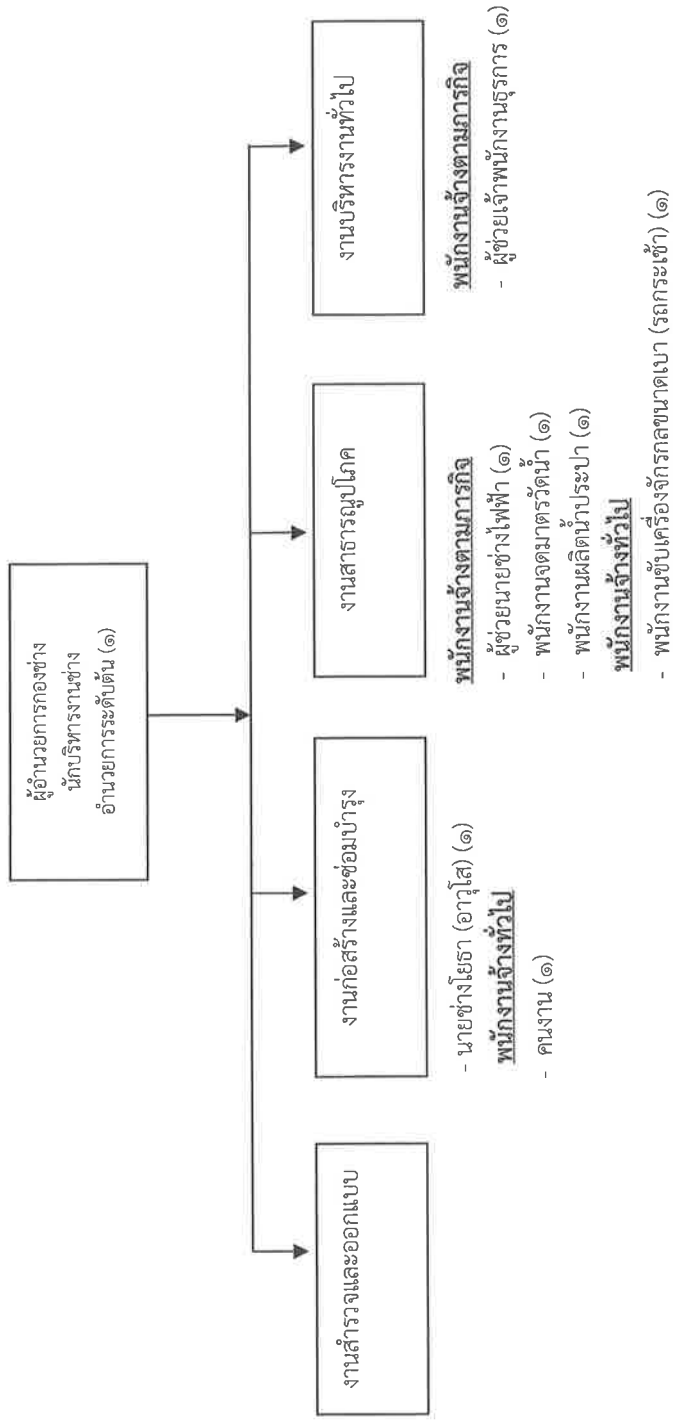 ผู้อำนวยการกองช่าง
นักบริหารงานช่าง
อำนวยการระดับต้น (๑)
งานสำรวจและออกแบบ
งานก่อสร้างและซ่อมบำรุง
- นายช่างโยธา (อาวุโส) (๑)
พนักงานจ้างทั่วไป
- คนงาน (๑)
งานสาธารณูปโภค
พนักงานจ้างตามภารกิจ
- ผู้ช่วยนายช่างไฟฟ้า (๑)
- พนักงานจดมาตรวัดน้ำ (๑)
- พนักงานผลิตน้ำประปา (๑)
พนักงานจ้างทั่วไป
- พนักงานขับเครื่องจักรกลขนาดเบา (รถกระเช้า) (๑)
งานบริหารงานทั่วไป
พนักงานจ้างตามภารกิจ
- ผู้ช่วยเจ้าพนักงานธุรการ (๑)